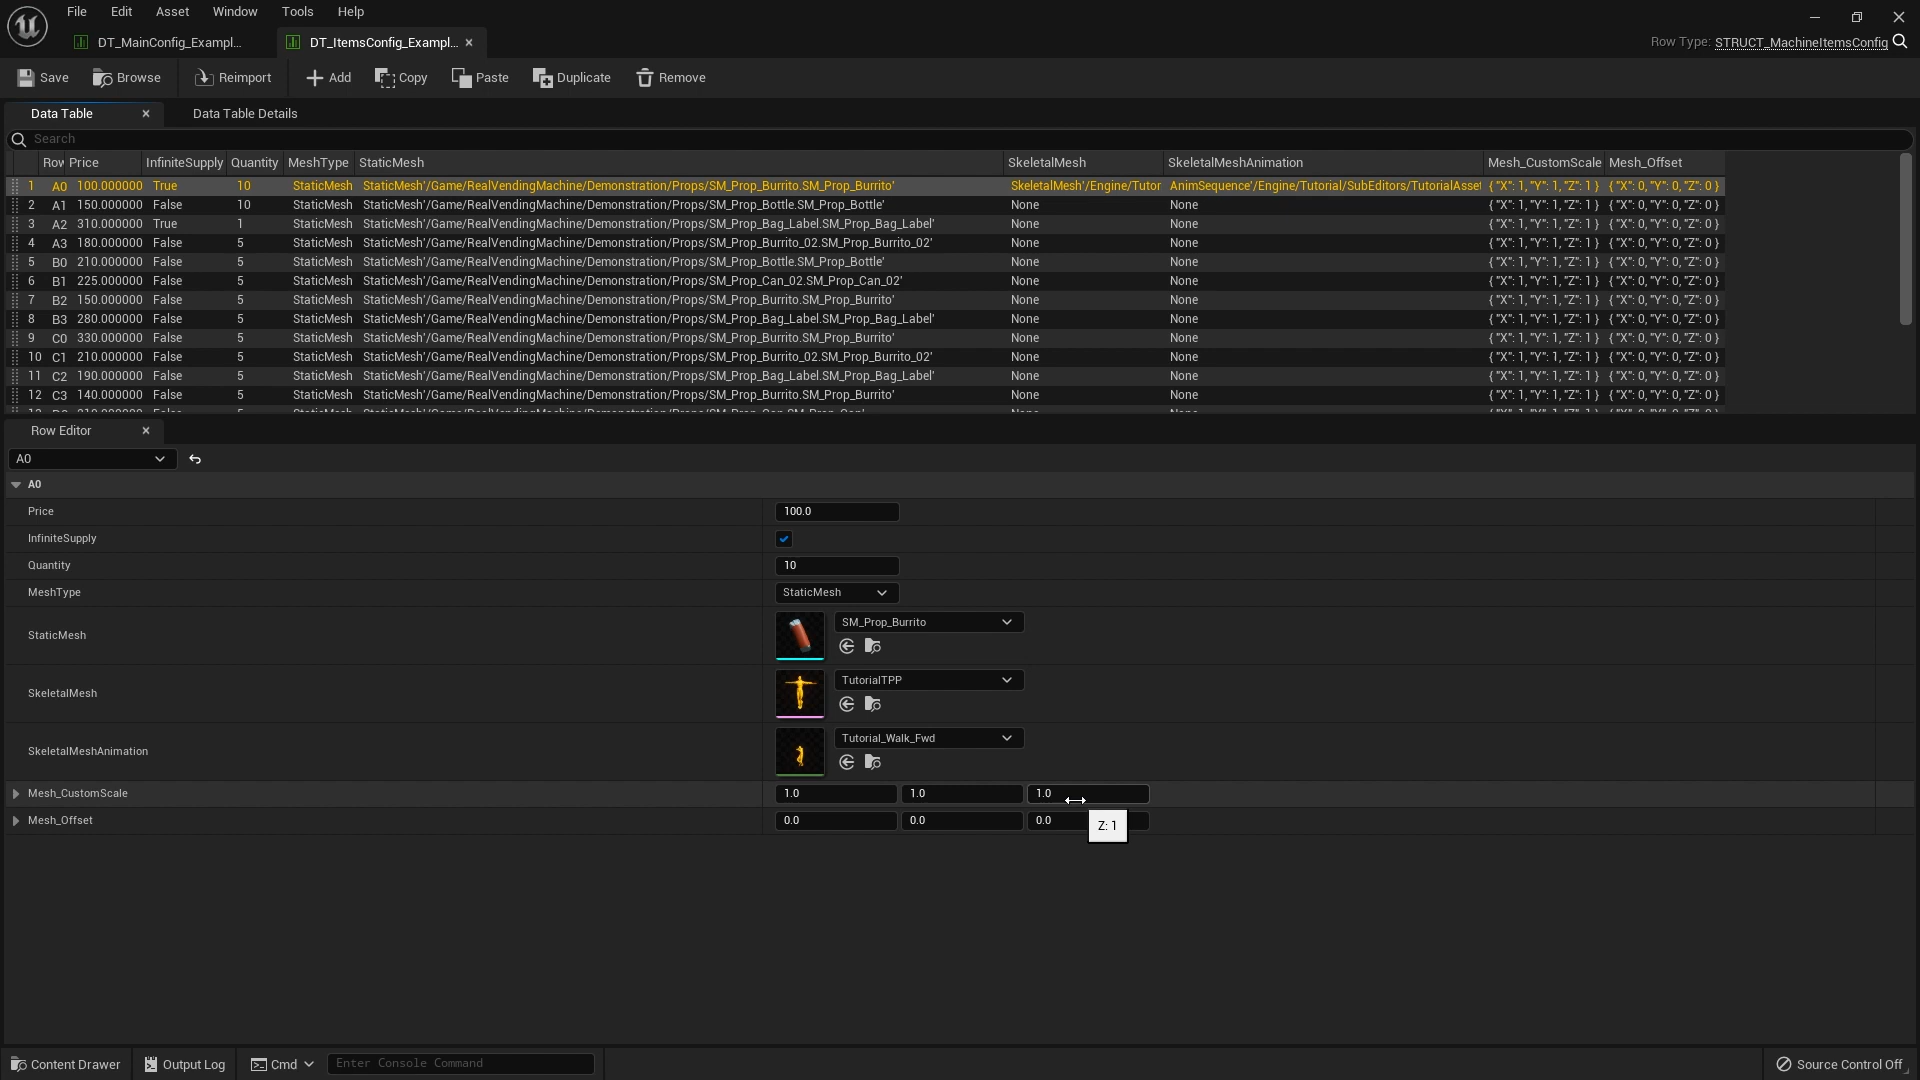 File Edit Asset Window Tools Help
DT_MainConfig_Exampl... DT_ItemsConfig_Exampl...
Row Type: STRUCT_MachineItemsConfig
Save Browse Reimport Add Copy Paste Duplicate Remove
Data Table Data Table Details
Search
Row Price InfiniteSupply Quantity MeshType StaticMesh SkeletalMesh SkeletalMeshAnimation Mesh_CustomScale Mesh_Offset
1 A0 100.000000 True 10 StaticMesh StaticMesh'/Game/RealVendingMachine/Demonstration/Props/SM_Prop_Burrito.SM_Prop_Burrito' SkeletalMesh'/Engine/Tutor AnimSequence'/Engine/Tutorial/SubEditors/TutorialAsset { "X": 1, "Y": 1, "Z": 1 } { "X": 0, "Y": 0, "Z": 0 }
2 A1 150.000000 False 10 StaticMesh StaticMesh'/Game/RealVendingMachine/Demonstration/Props/SM_Prop_Bottle.SM_Prop_Bottle' None None { "X": 1, "Y": 1, "Z": 1 } { "X": 0, "Y": 0, "Z": 0 }
3 A2 310.000000 True 1 StaticMesh StaticMesh'/Game/RealVendingMachine/Demonstration/Props/SM_Prop_Bag_Label.SM_Prop_Bag_Label' None None { "X": 1, "Y": 1, "Z": 1 } { "X": 0, "Y": 0, "Z": 0 }
4 A3 180.000000 False 5 StaticMesh StaticMesh'/Game/RealVendingMachine/Demonstration/Props/SM_Prop_Burrito_02.SM_Prop_Burrito_02' None None { "X": 1, "Y": 1, "Z": 1 } { "X": 0, "Y": 0, "Z": 0 }
5 B0 210.000000 False 5 StaticMesh StaticMesh'/Game/RealVendingMachine/Demonstration/Props/SM_Prop_Bottle.SM_Prop_Bottle' None None { "X": 1, "Y": 1, "Z": 1 } { "X": 0, "Y": 0, "Z": 0 }
6 B1 225.000000 False 5 StaticMesh StaticMesh'/Game/RealVendingMachine/Demonstration/Props/SM_Prop_Can_02.SM_Prop_Can_02' None None { "X": 1, "Y": 1, "Z": 1 } { "X": 0, "Y": 0, "Z": 0 }
7 B2 150.000000 False 5 StaticMesh StaticMesh'/Game/RealVendingMachine/Demonstration/Props/SM_Prop_Burrito.SM_Prop_Burrito' None None { "X": 1, "Y": 1, "Z": 1 } { "X": 0, "Y": 0, "Z": 0 }
8 B3 280.000000 False 5 StaticMesh StaticMesh'/Game/RealVendingMachine/Demonstration/Props/SM_Prop_Bag_Label.SM_Prop_Bag_Label' None None { "X": 1, "Y": 1, "Z": 1 } { "X": 0, "Y": 0, "Z": 0 }
9 C0 330.000000 False 5 StaticMesh StaticMesh'/Game/RealVendingMachine/Demonstration/Props/SM_Prop_Burrito.SM_Prop_Burrito' None None { "X": 1, "Y": 1, "Z": 1 } { "X": 0, "Y": 0, "Z": 0 }
10 C1 210.000000 False 5 StaticMesh StaticMesh'/Game/RealVendingMachine/Demonstration/Props/SM_Prop_Burrito_02.SM_Prop_Burrito_02' None None { "X": 1, "Y": 1, "Z": 1 } { "X": 0, "Y": 0, "Z": 0 }
11 C2 190.000000 False 5 StaticMesh StaticMesh'/Game/RealVendingMachine/Demonstration/Props/SM_Prop_Bag_Label.SM_Prop_Bag_Label' None None { "X": 1, "Y": 1, "Z": 1 } { "X": 0, "Y": 0, "Z": 0 }
12 C3 140.000000 False 5 StaticMesh StaticMesh'/Game/RealVendingMachine/Demonstration/Props/SM_Prop_Burrito.SM_Prop_Burrito' None None { "X": 1, "Y": 1, "Z": 1 } { "X": 0, "Y": 0, "Z": 0 }
Row Editor
A0
A0
Price 100.0
InfiniteSupply
Quantity 10
MeshType StaticMesh
StaticMesh SM_Prop_Burrito
SkeletalMesh TutorialTPP
SkeletalMeshAnimation Tutorial_Walk_Fwd
Mesh_CustomScale 1.0 1.0 1.0
Mesh_Offset 0.0 0.0 0.0
Z: 1
Content Drawer Output Log Cmd Enter Console Command Source Control Off